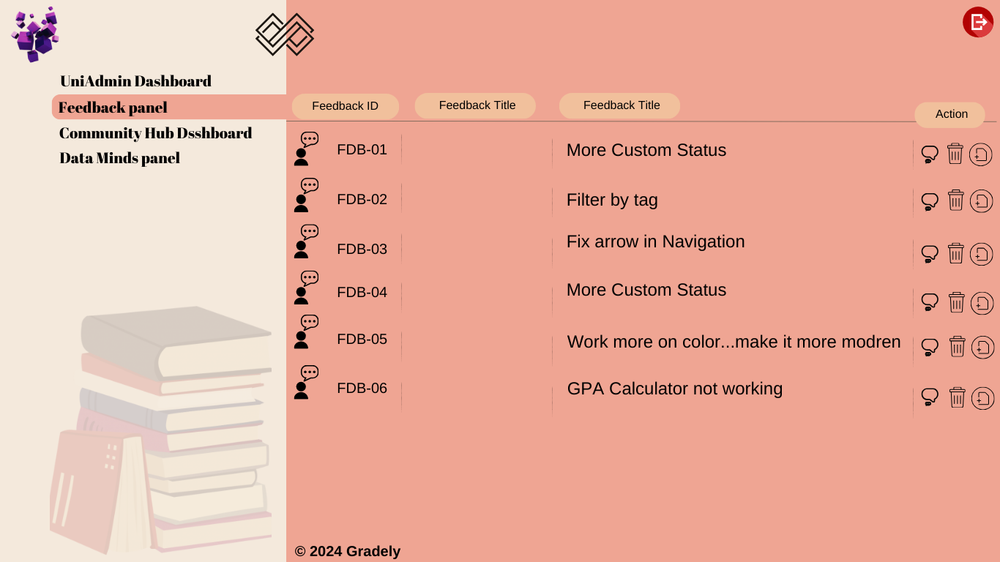 UniAdmin Dashboard
Feedback panel
Community Hub Dsshboard
Data Minds panel
Feedback ID Feedback Title Feedback Title Action
FDB-01 More Custom Status
FDB-02 Filter by tag
FDB-03 Fix arrow in Navigation
FDB-04 More Custom Status
FDB-05 Work more on color...make it more modren
FDB-06 GPA Calculator not working
© 2024 Gradely